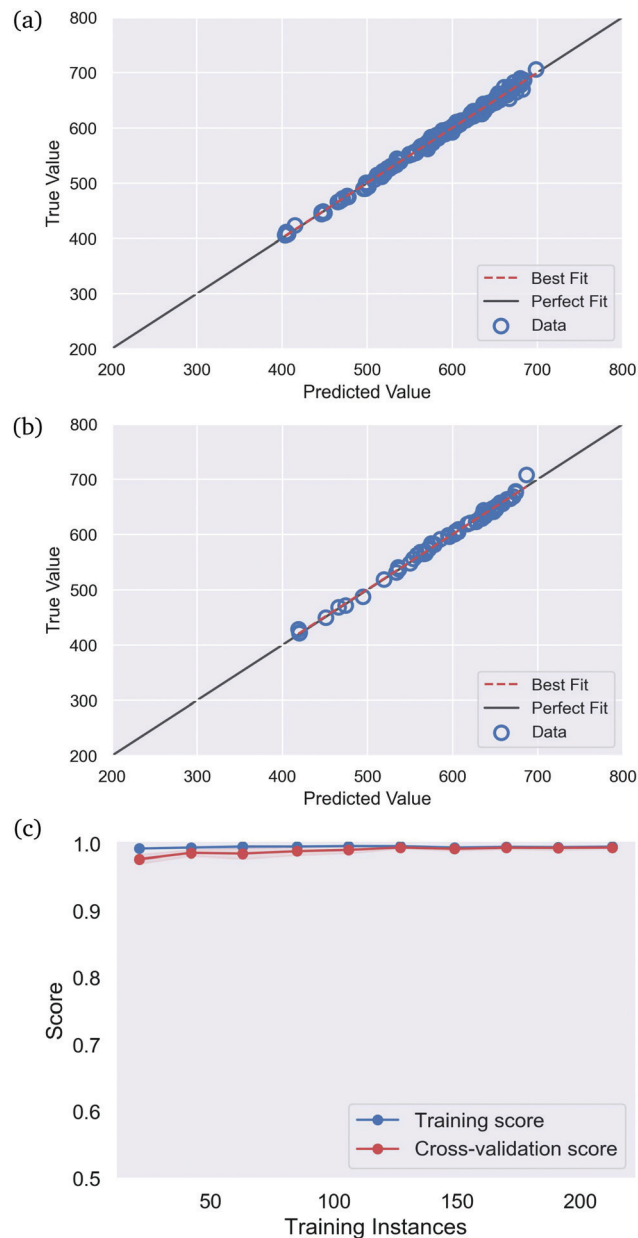 (a)
800
700
600
500
400
300
200
True Value
Best Fit
Perfect Fit
Data
200 300 400 500 600 700 800
Predicted Value
(b)
800
700
600
500
400
300
200
True Value
Best Fit
Perfect Fit
Data
200 300 400 500 600 700 800
Predicted Value
(c)
1.0
0.9
0.8
0.7
0.6
0.5
Score
Training score
Cross-validation score
50 100 150 200
Training Instances